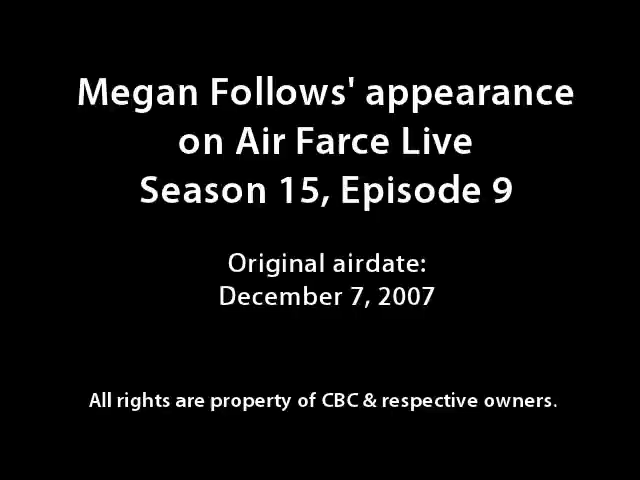 Megan Follows' appearance
on Air Farce Live
Season 15, Episode 9
Original airdate:
December 7, 2007
All rights are property of CBC & respective owners.